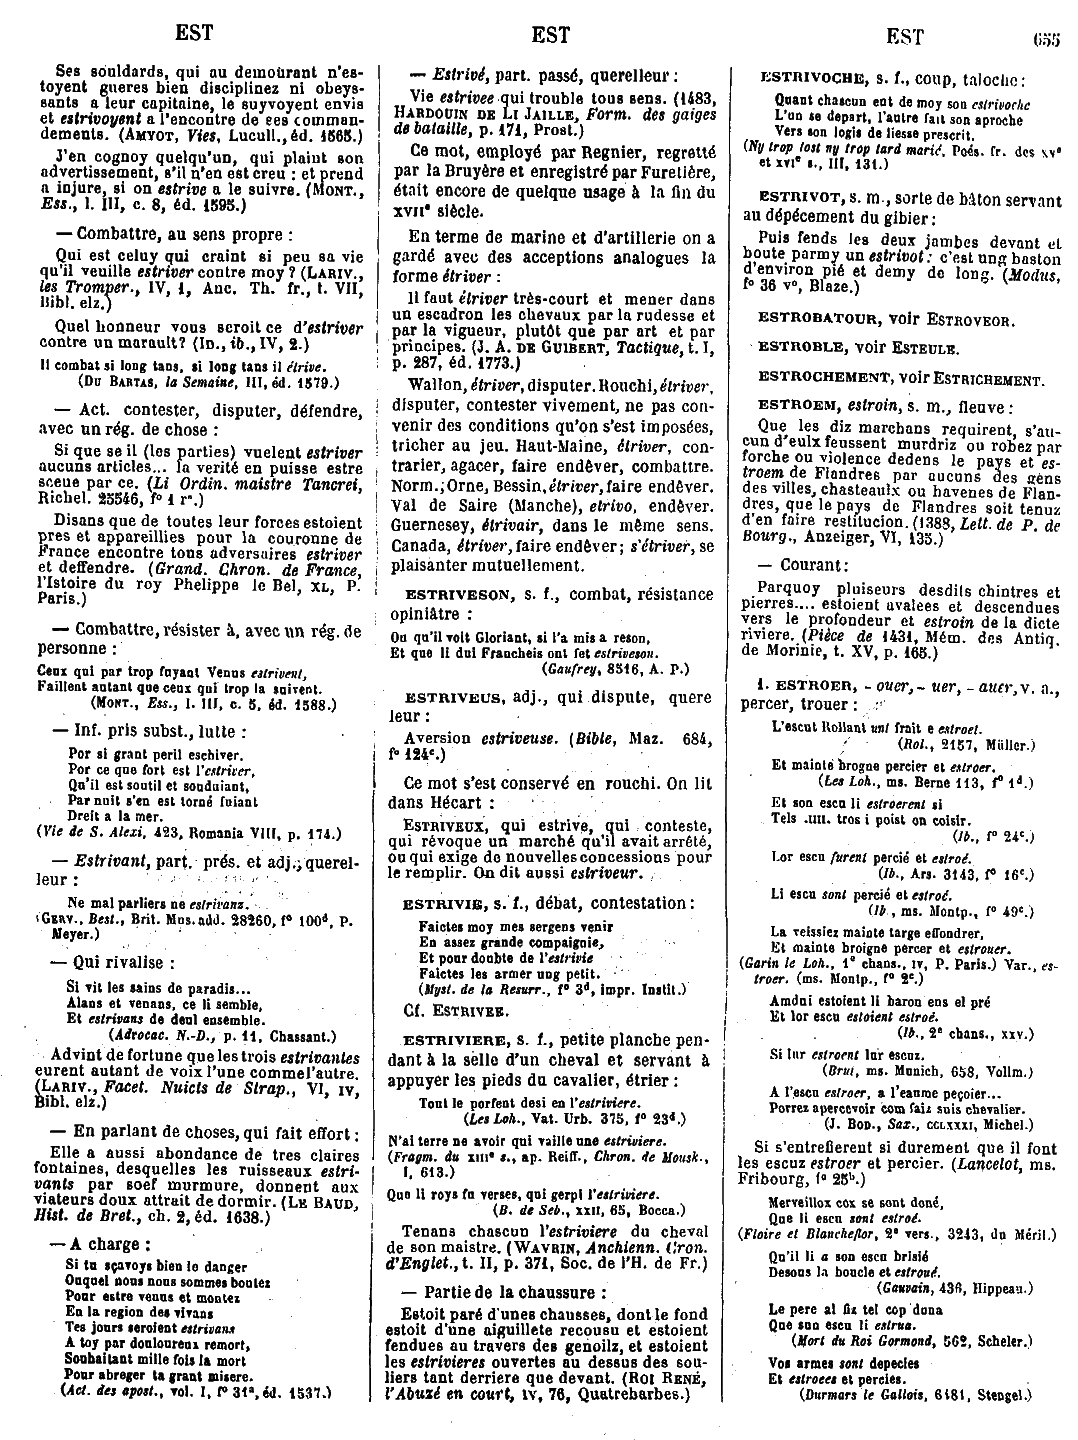 EST
EST
EST
655
Ses souldards, qui au demourant n'es-
toyent gueres bien disciplinez ni obeys-
sants a leur capitaine, le suyvoyent envis
et estrivoyent a l'encontre de ses comman-
dements. (AMYOT, Vies, Lucull., éd. 1565.)
J'en cognoy quelqu'un, qui plaint son
advertissement, s'il n'en est creu : et prend
a injure, si on estrive a le suivre. (MONT.,
Ess., l. III, c. 8, éd. 1595.)
— Combattre, au sens propre :
Qui est celuy qui craint si peu sa vie
qu'il veuille estriver contre moy ? (LARIV.,
les Tromper., IV, 1, Anc. Th. fr., t. VII,
Bibl. elz.)
Quel honneur vous seroit ce d'estriver
contre un marault? (ID., ib., IV, 2.)
Il combat si long tans, si long tans il étrive.
(DU BARTAS, la Semaine, III, éd. 1579.)
— Act. contester, disputer, défendre,
avec un rég. de chose :
Si que se il (les parties) vuelent estriver
aucuns articles... la verité en puisse estre
sceue par ce. (Li Ordin. maistre Tancrei,
Richel. 25546, f° 1 r°.)
Disans que de toutes leur forces estoient
pres et appareillies pour la couronne de
France encontre tons adversaires estriver
et deffendre. (Grand. Chron. de France,
l'Istoire du roy Phelippe le Bel, XL, P.
Paris.)
— Combattre, résister à, avec un rég. de
personne :
Ceux qui par trop fuyant Venus estrivent,
Faillent autant que ceux qui trop la suivent.
(MONT., Ess., l. III, c. 5, éd. 1588.)
— Inf. pris subst., lutte :
Por si grant peril eschiver.
Por ce que fort est l'estriver,
Qu'il est soutil et souduiant,
Par nuit s'en est torné fuiant
Dreit a la mer.
(Vie de S. Alexi, 423, Romania VIII, p. 174.)
— Estrivant, part. prés. et adj., querel-
leur :
Ne mal parliers ne estrivans.
(GERV., Best., Brit. Mus. add. 28260, f° 100d, P.
Meyer.)
— Qui rivalise :
Si vit les sains de paradis...
Alans et venans, ce li semble,
Et estrivans de deul ensemble.
(Advocac. N.-D., p. 11, Chassant.)
Advint de fortune que les trois estrivantes
eurent autant de voix l'une comme l'autre.
(LARIV., Facet. Nuicts de Strap., VI, IV,
Bibl. elz.)
— En parlant de choses, qui fait effort :
Elle a aussi abondance de tres claires
fontaines, desquelles les ruisseaux estri-
vants par soef murmure, donnent aux
viateurs doux attrait de dormir. (LE BAUD,
Hist. de Bret., ch. 2, éd. 1638.)
— A charge :
Si tu sçavoys bien le danger
Ouquel nous nous sommes boutez
Pour estre venus et montez
En la region des vivans
Tes jours seroient estrivans
A toy par douloureux remort,
Souhaitant mille fois la mort
Pour abreger ta grant misere.
(Act. des apost., vol. I, f° 31a, éd. 1537.)
— Estrivé, part. passé, querelleur :
Vie estrivee qui trouble tous sens. (1483,
HARDOUIN DE LI JAILLE, Form. des gaiges
de bataille, p. 171, Prost.)
Ce mot, employé par Regnier, regretté
par la Bruyère et enregistré par Furetière,
était encore de quelque usage à la fin du
XVIIe siècle.
En terme de marine et d'artillerie on a
gardé avec des acceptions analogues la
forme étriver :
Il faut étriver très-court et mener dans
un escadron les chevaux par la rudesse et
par la vigueur, plutôt que par art et par
principes. (J. A. DE GUIBERT, Tactique, t. I,
p. 287, éd. 1773.)
Wallon, étriver, disputer. Rouchi, étriver,
disputer, contester vivement, ne pas con-
venir des conditions qu'on s'est imposées,
tricher au jeu. Haut-Maine, étriver, con-
trarier, agacer, faire endêver, combattre.
Norm.; Orne, Bessin, étriver, faire endêver.
Val de Saire (Manche), etrivo, endêver.
Guernesey, étrivair, dans le même sens.
Canada, étriver, faire endêver ; s'étriver, se
plaisanter mutuellement.
ESTRIVESON, s. f., combat, résistance
opiniâtre :
Ou qu'il voit Gloriant, si l'a mis a reson,
Et que li dui Francheis ont fet estriveson.
(Gaufrey, 8516, A. P.)
ESTRIVEUS, adj., qui dispute, quere
leur :
Aversion estriveuse. (Bible, Maz. 684,
f° 124c.)
Ce mot s'est conservé en rouchi. On lit
dans Hécart :
ESTRIVEUX, qui estrive, qui conteste,
qui révoque un marché qu'il avait arrêté,
ou qui exige de nouvelles concessions pour
le remplir. On dit aussi estriveur.
ESTRIVIE, s. f., débat, contestation :
Faictes moy mes sergens venir
En assez grande compaignie,
Et pour doubte de l'estrivie
Faictes les armer ung petit.
(Myst. de la Resurr., f° 3d, impr. Instit.)
Cf. ESTRIVEE.
ESTRIVIERE, s. f., petite planche pen-
dant à la selle d'un cheval et servant à
appuyer les pieds du cavalier, étrier :
Tout le porfent desi en l'estriviere.
(Les Loh., Vat. Urb. 375, f° 23d.)
N'ai terre ne avoir qui vaille une estriviere.
(Fragm. du XIIIe s., ap. Reiff., Chron. de Mousk.,
I, 613.)
Que li roys fu verses, qui gerpi l'estriviere.
(B. de Seb., XXII, 65, Bocca.)
Tenans chascun l'estriviere du cheval
de son maistre. (WAVRIN, Anchienn. Cron.
d'Englet., t. II, p. 371, Soc. de l'H. de Fr.)
— Partie de la chaussure :
Estoit paré d'unes chausses, dont le fond
estoit d'une aiguillete recousu et estoient
fendues au travers des genoilz, et estoient
les estrivieres ouvertes au dessus des sou-
liers tant derriere que devant. (ROI RENÉ,
l'Abuzé en court, IV, 76, Quatrebarbes.)
ESTRIVOCHE, s. f., coup, taloche :
Quant chascun eut de moy son estrivoche
L'un se depart, l'autre fait son aproche
Vers son logis de liesse prescrit.
(Ny trop tost ny trop tard marié, Poés. fr. des XVe
et XVIe s., III, 131.)
ESTRIVOT, s. m., sorte de bâton servant
au dépécement du gibier :
Puis fends les deux jambes devant et
boute parmy un estrivot : c'est ung baston
d'environ pié et demy de long. (Modus,
f° 36 v°, Blaze.)
ESTROBATOUR, voir ESTROVEOR.
ESTROBLE, voir ESTEULE.
ESTROCHEMENT, voir ESTRICHEMENT.
ESTROEM, estroin, s. m., fleuve :
Que les diz marchans requirent, s'au-
cun d'eulx feussent murdriz ou robez par
forche ou violence dedens le pays et es-
troem de Flandres par aucuns des gens
des villes, chasteaulx ou havenes de Flan-
dres, que le pays de Flandres soit tenuz
d'en faire restitucion. (1388, Lett. de P. de
Bourg., Anzeiger, VI, 135.)
— Courant :
Parquoy pluiseurs desdits chintres et
pierres.... estoient avalees et descendues
vers le profondeur et estroin de la dicte
riviere. (Pièce de 1431, Mém. des Antiq.
de Morinie, t. XV, p. 165.)
1. ESTROER, - ouer, - uer, - auer, v. a.,
percer, trouer :
L'escut Rollant unt frait e estroet.
(Rol., 2157, Müller.)
Et mainte brogne percier et estroer.
(Les Loh., ms. Berne 113, f° 1d.)
Et son escu li estroerent si
Tels .IIII. tros i poist on coisir.
(Ib., f° 24c.)
Lor escu furent percié et estroé.
(Ib., Ars. 3143, f° 16c.)
Li escu sont percié et estroé.
(Ib., ms. Montp., f° 49c.)
La veissiez mainte targe effondrer,
Et mainte broigne percer et estrouer.
(Garin le Loh., 1e chans., IV, P. Paris.) Var., es-
troer. (ms. Montp., f° 2c.)
Amdui estoient li baron ens el pré
Et lor escu estoient estroé.
(Ib., 2e chans., XXV.)
Si lur estroent lur escuz.
(Brut, ms. Munich, 658, Vollm.)
A l'escu estroer, a l'eaume peçoier...
Porrez apercevoir com faiz suis chevalier.
(J. BOD., Sax., CCLXXXI, Michel.)
Si s'entrefierent si durement que il font
les escuz estroer et percier. (Lancelot, ms.
Fribourg, f° 25b.)
Merveillox cox se sont doné,
Que li escu sont estroé.
(Floire et Blancheflor, 2e vers., 3243, du Méril.)
Qu'il li a son escu brisié
Desous la boucle et estroué.
(Gauvain, 436, Hippeau.)
Le pere al fix tel cop duna
Que sun escu li estrua.
(Mort du Roi Gormond, 562, Scheler.)
Vos armes sont depecies
Et estroees et percies.
(Durmars le Gallois, 6481, Stengel.)